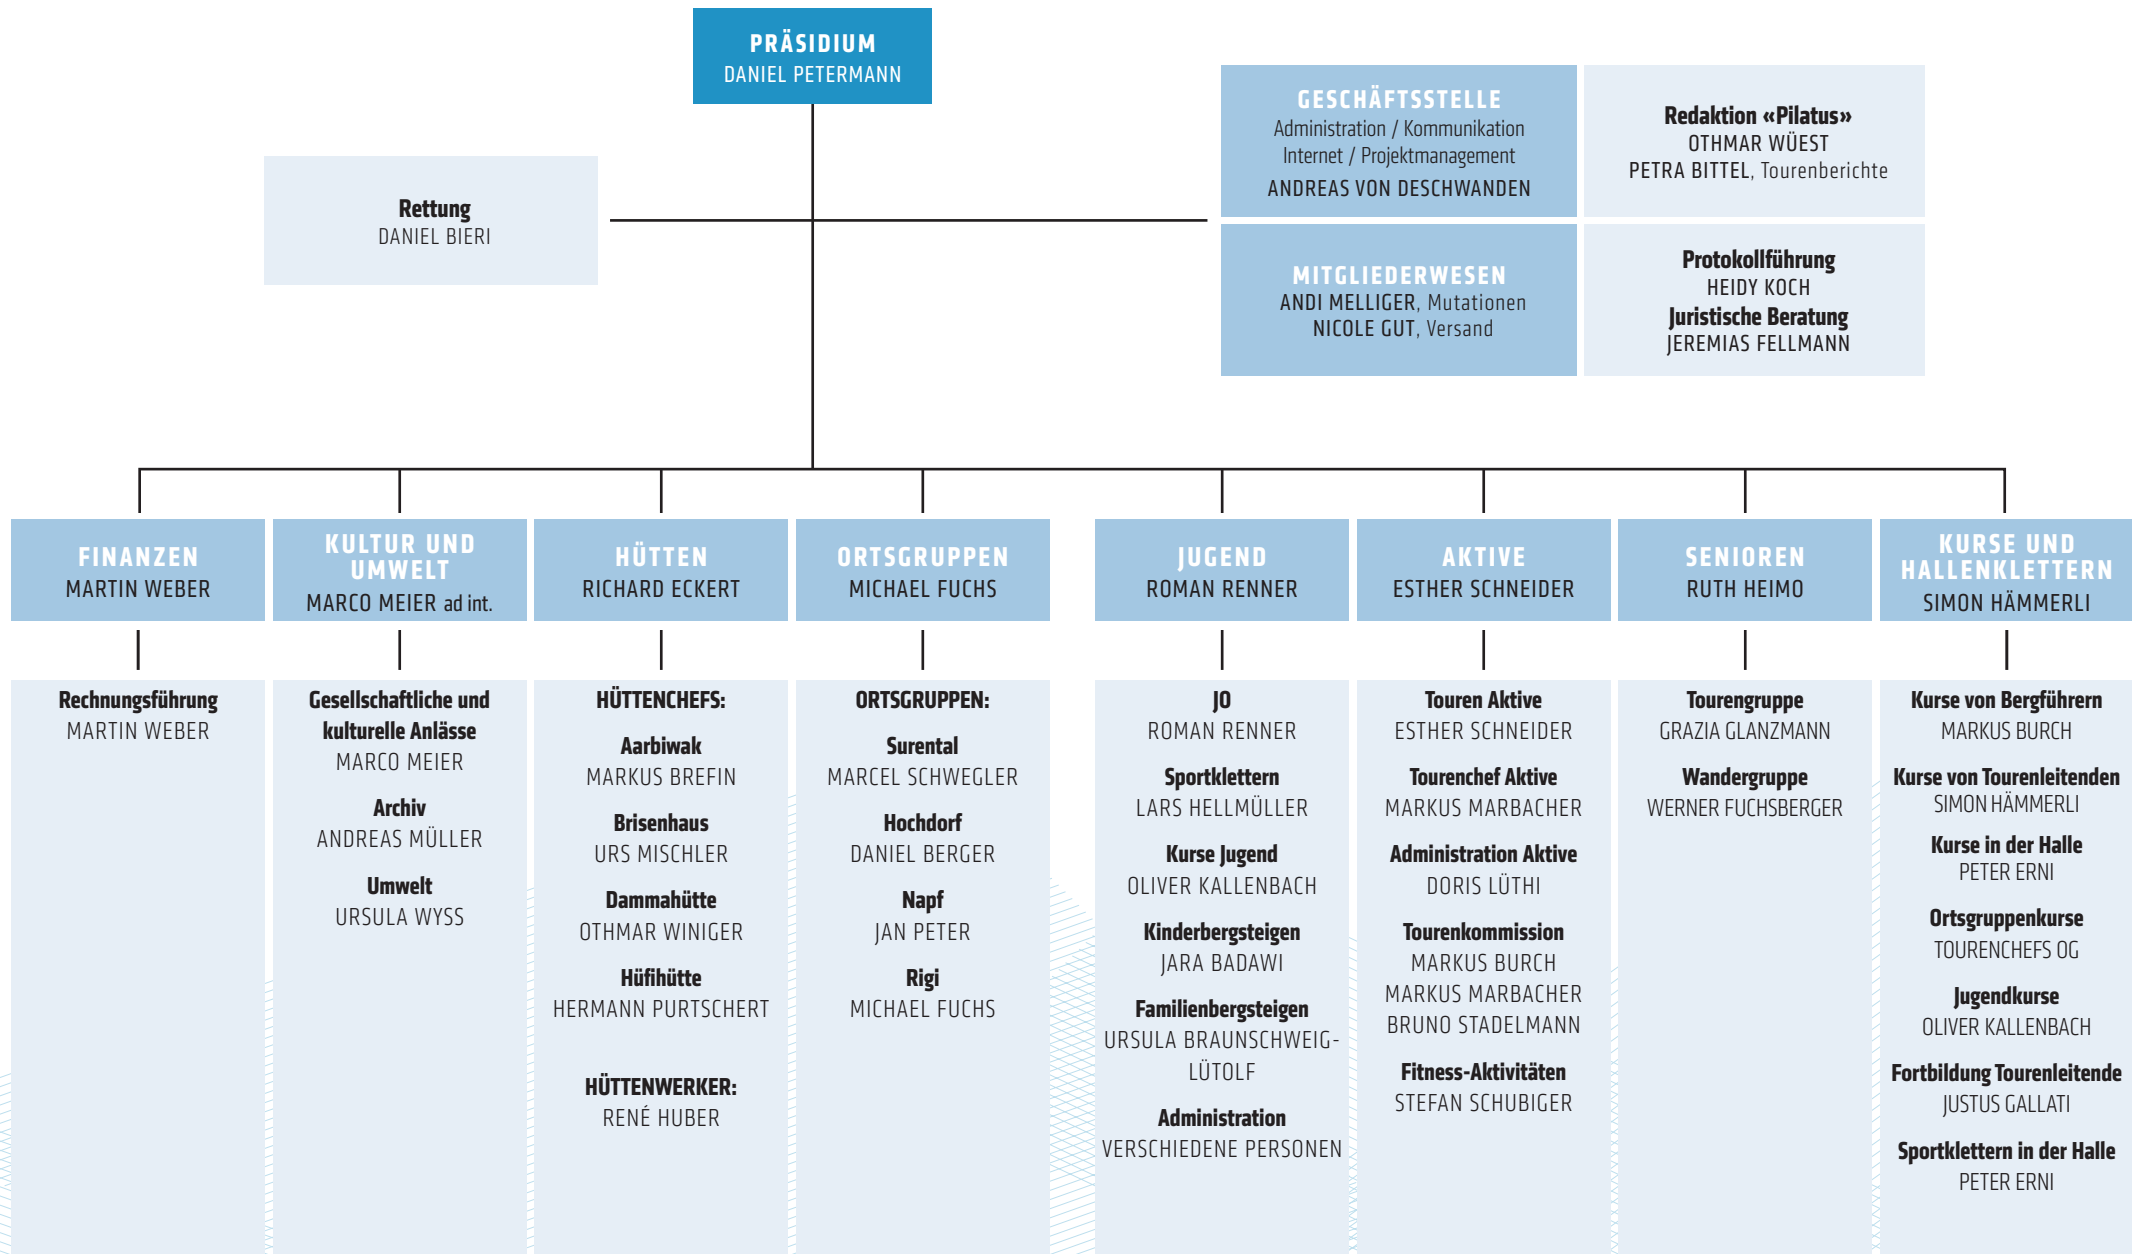 PRÄSIDIUM
DANIEL PETERMANN
Rettung
DANIEL BIERI
GESCHÄFTSSTELLE
Administration / Kommunikation
Internet / Projektmanagement
ANDREAS VON DESCHWANDEN
Redaktion «Pilatus»
OTHMAR WÜEST
PETRA BITTEL, Tourenberichte
MITGLIEDERWESEN
ANDI MELLIGER, Mutationen
NICOLE GUT, Versand
Protokollführung
HEIDY KOCH
Juristische Beratung
JEREMIAS FELLMANN
FINANZEN
MARTIN WEBER
KULTUR UND
UMWELT
MARCO MEIER ad int.
HÜTTEN
RICHARD ECKERT
ORTSGRUPPEN
MICHAEL FUCHS
JUGEND
ROMAN RENNER
AKTIVE
ESTHER SCHNEIDER
SENIOREN
RUTH HEIMO
KURSE UND
HALLENKLETTERN
SIMON HÄMMERLI
Rechnungsführung
MARTIN WEBER
Gesellschaftliche und
kulturelle Anlässe
MARCO MEIER
Archiv
ANDREAS MÜLLER
Umwelt
URSULA WYSS
HÜTTENCHEFS:
Aarbiwak
MARKUS BREFIN
Brisenhaus
URS MISCHLER
Dammahütte
OTHMAR WINIGER
Hüfihütte
HERMANN PURTSCHERT
HÜTTENWERKER:
RENÉ HUBER
ORTSGRUPPEN:
Surental
MARCEL SCHWEGLER
Hochdorf
DANIEL BERGER
Napf
JAN PETER
Rigi
MICHAEL FUCHS
JO
ROMAN RENNER
Sportklettern
LARS HELLMÜLLER
Kurse Jugend
OLIVER KALLENBACH
Kinderbergsteigen
JARA BADAWI
Familienbergsteigen
URSULA BRAUNSCHWEIG-
LÜTOLF
Administration
VERSCHIEDENE PERSONEN
Touren Aktive
ESTHER SCHNEIDER
Tourenchef Aktive
MARKUS MARBACHER
Administration Aktive
DORIS LÜTHI
Tourenkommission
MARKUS BURCH
MARKUS MARBACHER
BRUNO STADELMANN
Fitness-Aktivitäten
STEFAN SCHUBIGER
Tourengruppe
GRAZIA GLANZMANN
Wandergruppe
WERNER FUCHSBERGER
Kurse von Bergführern
MARKUS BURCH
Kurse von Tourenleitenden
SIMON HÄMMERLI
Kurse in der Halle
PETER ERNI
Ortsgruppenkurse
TOURENCHEFS OG
Jugendkurse
OLIVER KALLENBACH
Fortbildung Tourenleitende
JUSTUS GALLATI
Sportklettern in der Halle
PETER ERNI